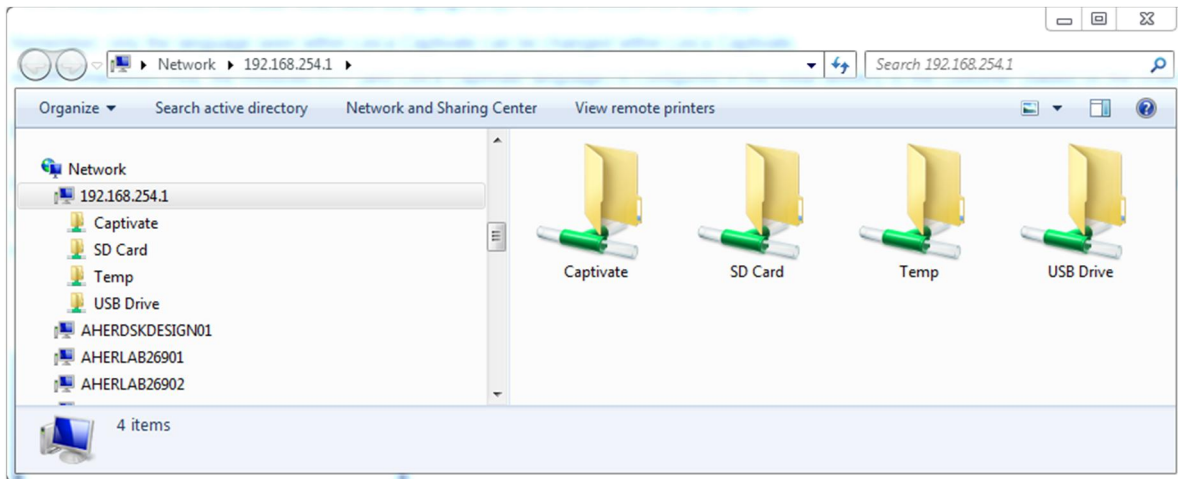 Network 192.168.254.1
Search 192.168.254.1
Organize Search active directory Network and Sharing Center View remote printers
Network
192.168.254.1
Captivate
SD Card
Temp
USB Drive
AHERDSKDESIGN01
AHERLAB26901
AHERLAB26902
Captivate SD Card Temp USB Drive
4 items